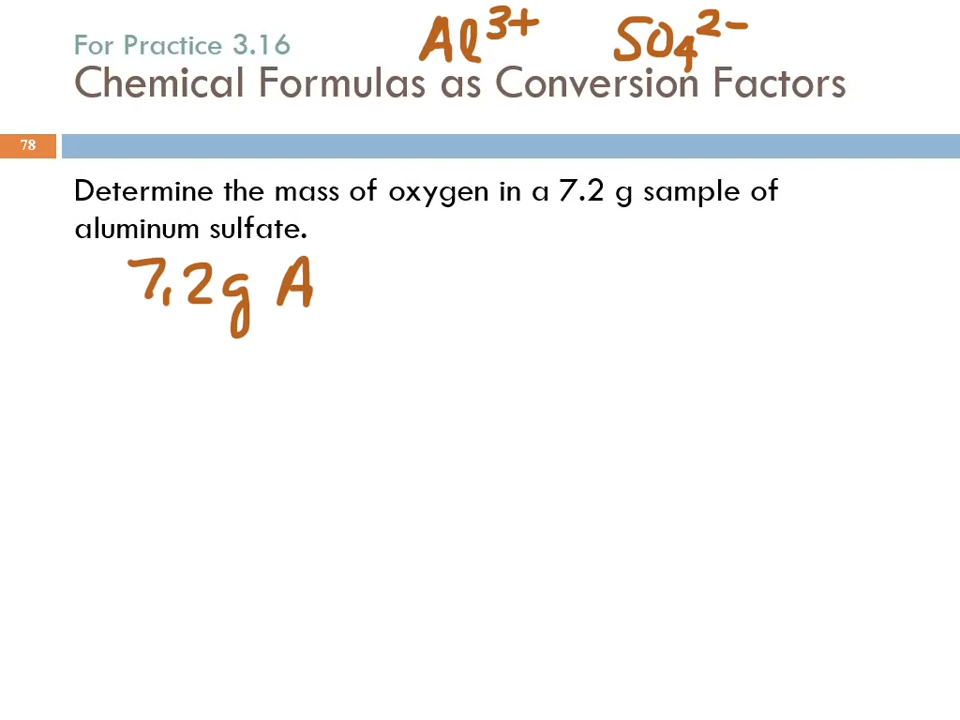 For Practice 3.16
Al³⁺ SO₄²⁻
Chemical Formulas as Conversion Factors
78
Determine the mass of oxygen in a 7.2 g sample of
aluminum sulfate.
7.2g A